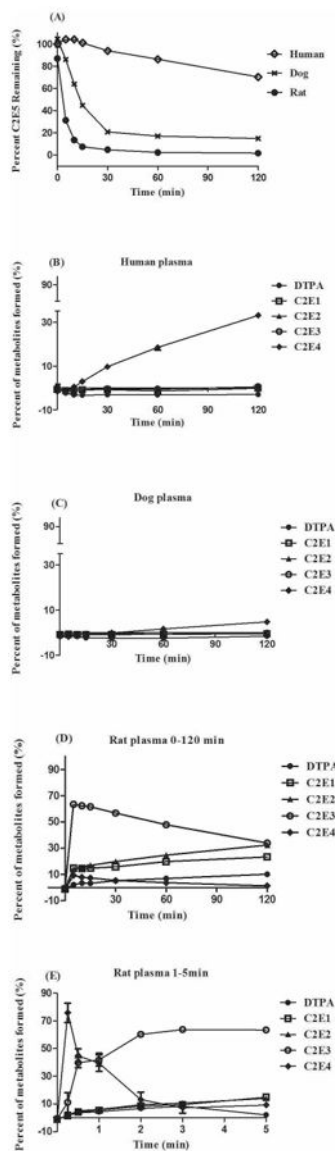 (A)
Percent C2E5 Remaining (%)
100
80
60
40
20
0
0 30 60 90 120
Time (min)
Human
Dog
Rat
(B)
Human plasma
Percent of metabolites formed (%)
90
30
10
-10
30 60 90 120
Time (min)
DTPA
C2E1
C2E2
C2E3
C2E4
(C)
Dog plasma
Percent of metabolites formed (%)
90
30
10
-10
30 60 90 120
Time (min)
DTPA
C2E1
C2E2
C2E3
C2E4
(D)
Rat plasma 0-120 min
Percent of metabolites formed (%)
90
70
50
30
10
-10
30 60 90 120
Time (min)
DTPA
C2E1
C2E2
C2E3
C2E4
(E)
Rat plasma 1-5min
Percent of metabolites formed (%)
90
70
50
30
10
-10
1 2 3 4 5
Time (min)
DTPA
C2E1
C2E2
C2E3
C2E4